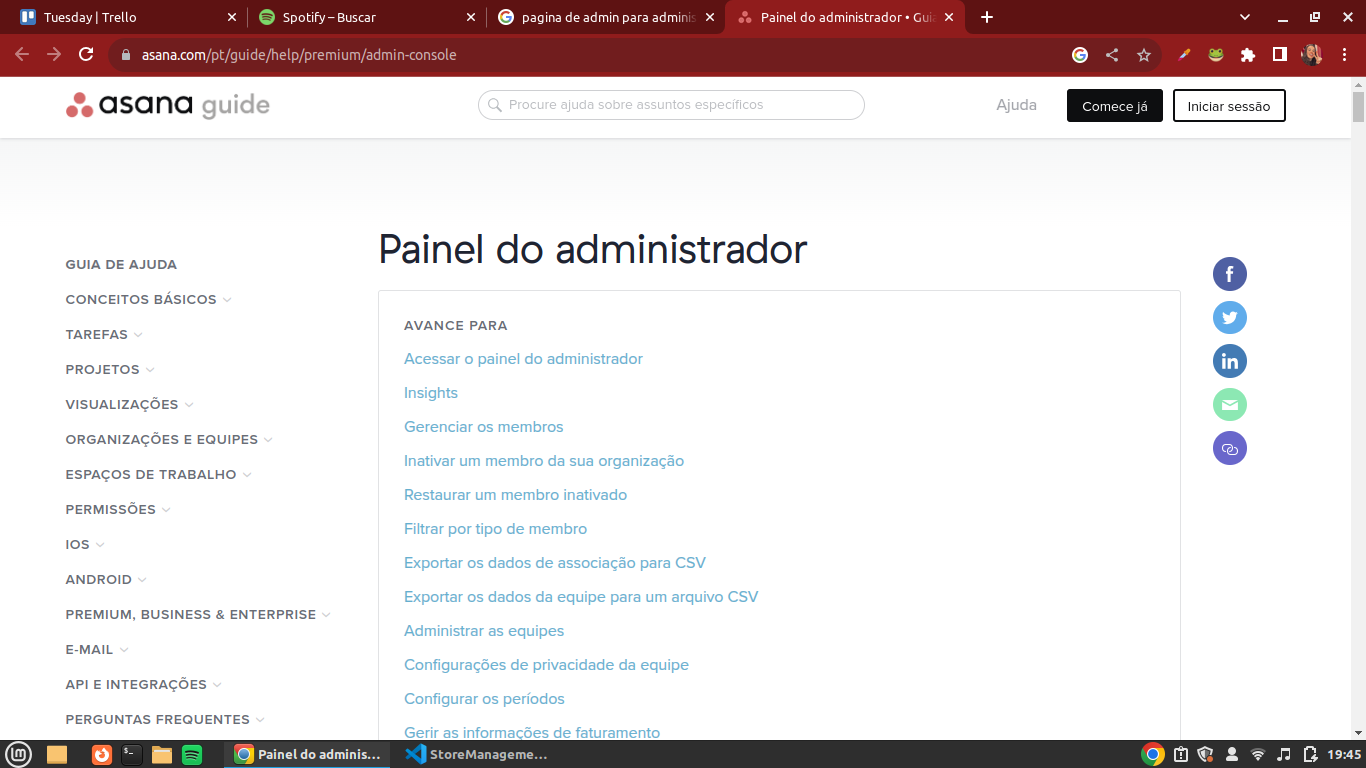 Tuesday | Trello
Spotify – Buscar
pagina de admin para adminis
Painel do administrador • Guia
asana.com/pt/guide/help/premium/admin-console
asana guide
Procure ajuda sobre assuntos específicos
Ajuda
Comece já
Iniciar sessão
Painel do administrador
GUIA DE AJUDA
CONCEITOS BÁSICOS
TAREFAS
PROJETOS
VISUALIZAÇÕES
ORGANIZAÇÕES E EQUIPES
ESPAÇOS DE TRABALHO
PERMISSÕES
IOS
ANDROID
PREMIUM, BUSINESS & ENTERPRISE
E-MAIL
API E INTEGRAÇÕES
PERGUNTAS FREQUENTES
AVANCE PARA
Acessar o painel do administrador
Insights
Gerenciar os membros
Inativar um membro da sua organização
Restaurar um membro inativado
Filtrar por tipo de membro
Exportar os dados de associação para CSV
Exportar os dados da equipe para um arquivo CSV
Administrar as equipes
Configurações de privacidade da equipe
Configurar os períodos
Gerir as informações de faturamento
Painel do adminis...
StoreManageme...
19:45